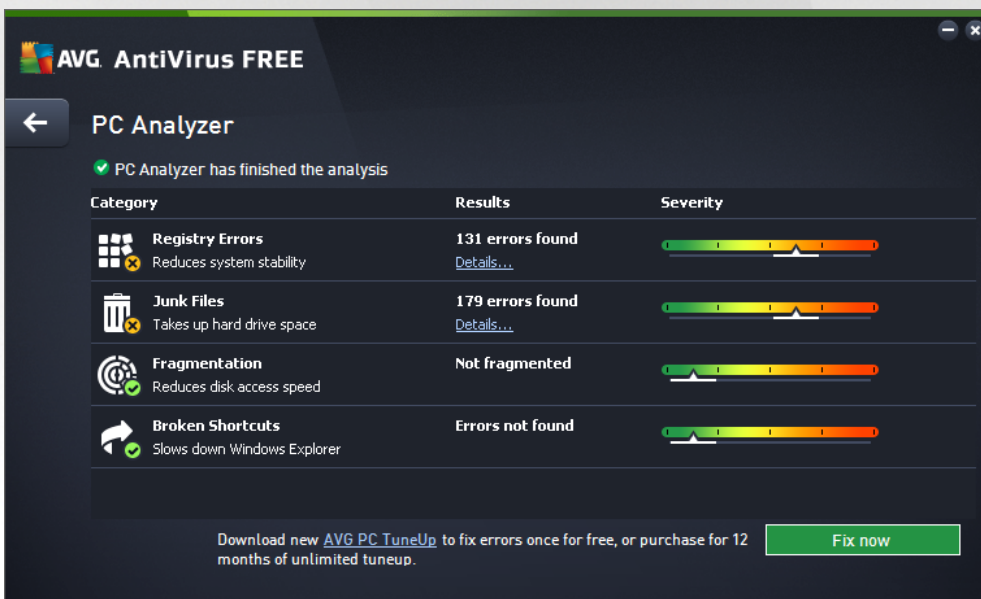 AVG. AntiVirus FREE
PC Analyzer
PC Analyzer has finished the analysis
Category Results Severity
Registry Errors 131 errors found
Reduces system stability Details...
Junk Files 179 errors found
Takes up hard drive space Details...
Fragmentation Not fragmented
Reduces disk access speed
Broken Shortcuts Errors not found
Slows down Windows Explorer
Download new AVG PC TuneUp to fix errors once for free, or purchase for 12 Fix now
months of unlimited tuneup.